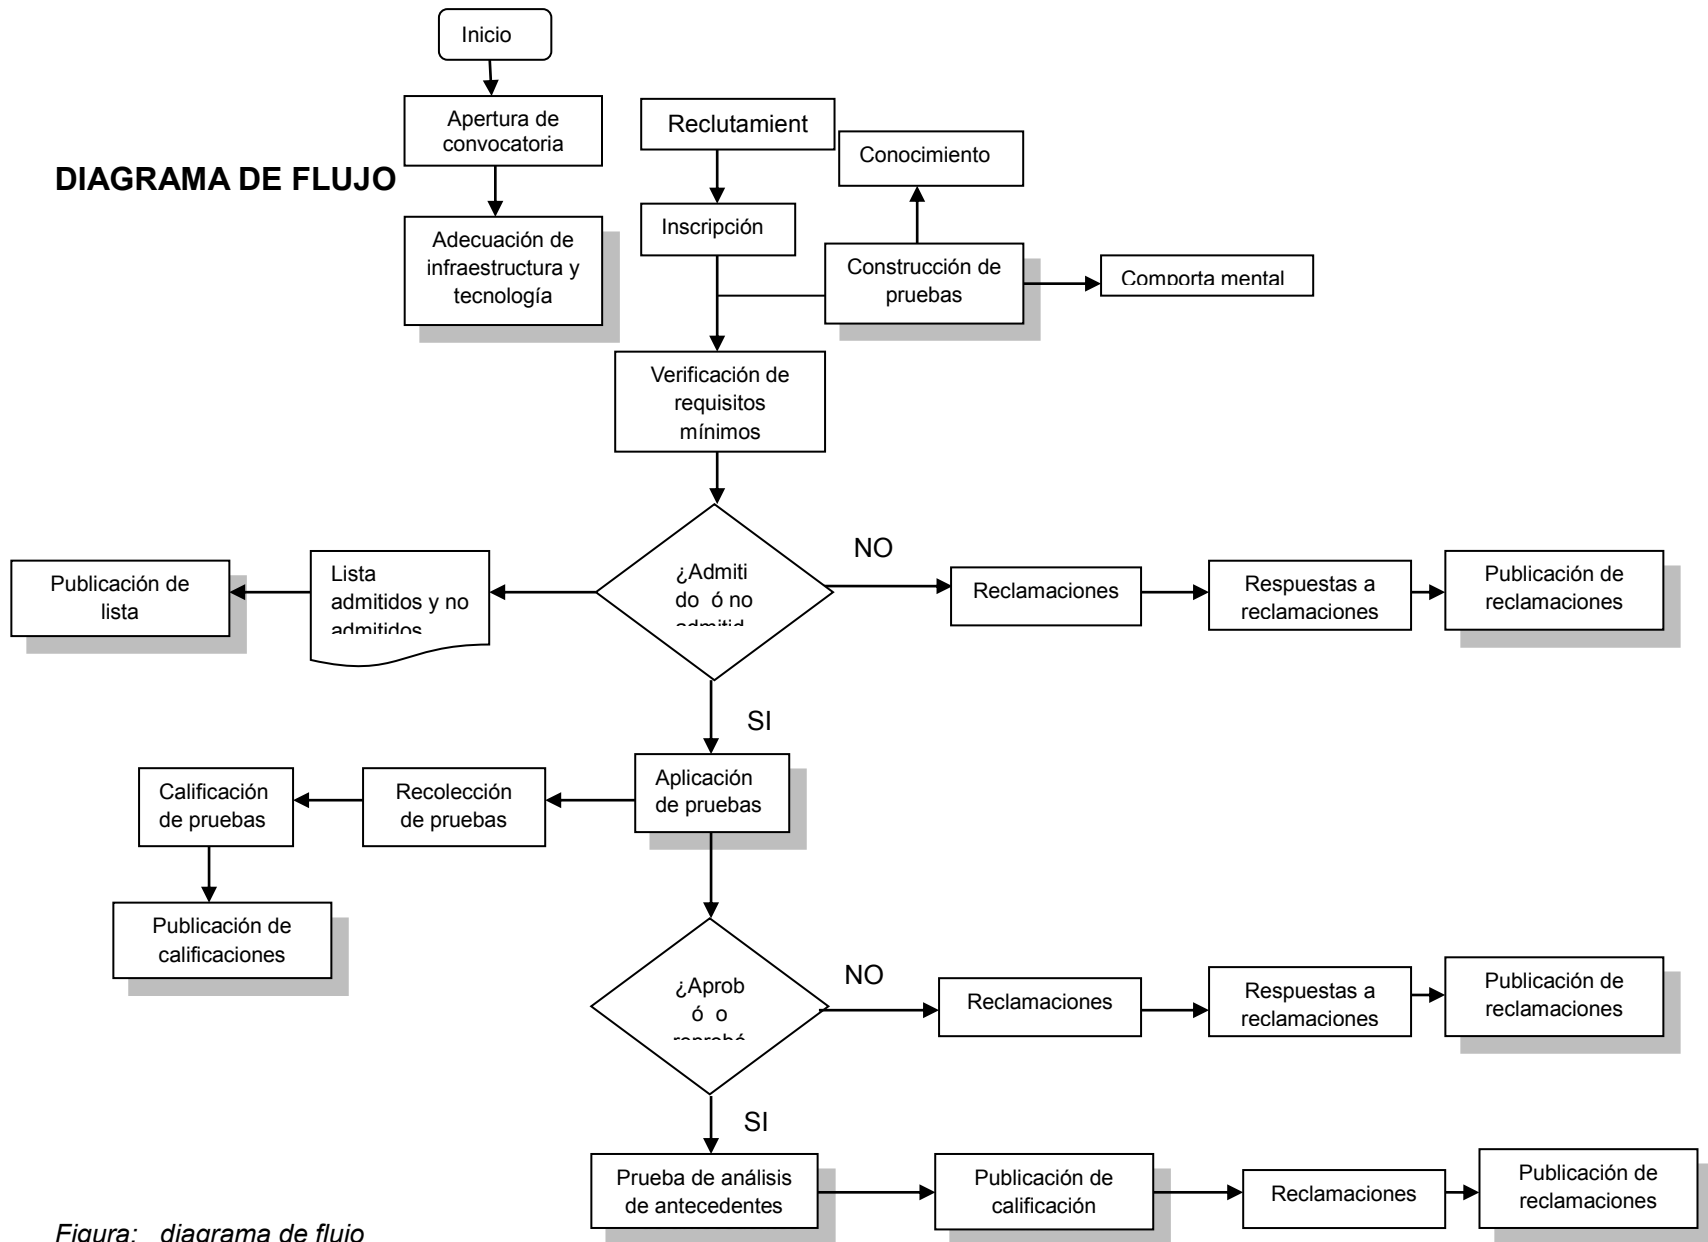 Inicio
Apertura de
convocatoria
Reclutamient
Conocimiento
DIAGRAMA DE FLUJO
Inscripción
Adecuación de
infraestructura y
tecnología
Construcción de
pruebas
Comporta mental
Verificación de
requisitos
mínimos
NO
¿Admiti
do ó no
admitid
Lista
admitidos y no
admitidos
Publicación de
lista
Reclamaciones
Respuestas a
reclamaciones
Publicación de
reclamaciones
SI
Aplicación
de pruebas
Recolección
de pruebas
Calificación
de pruebas
Publicación de
calificaciones
NO
¿Aprob
ó o
reprobó
Reclamaciones
Respuestas a
reclamaciones
Publicación de
reclamaciones
SI
Prueba de análisis
de antecedentes
Publicación de
calificación
Reclamaciones
Publicación de
reclamaciones
Figura: diagrama de flujo